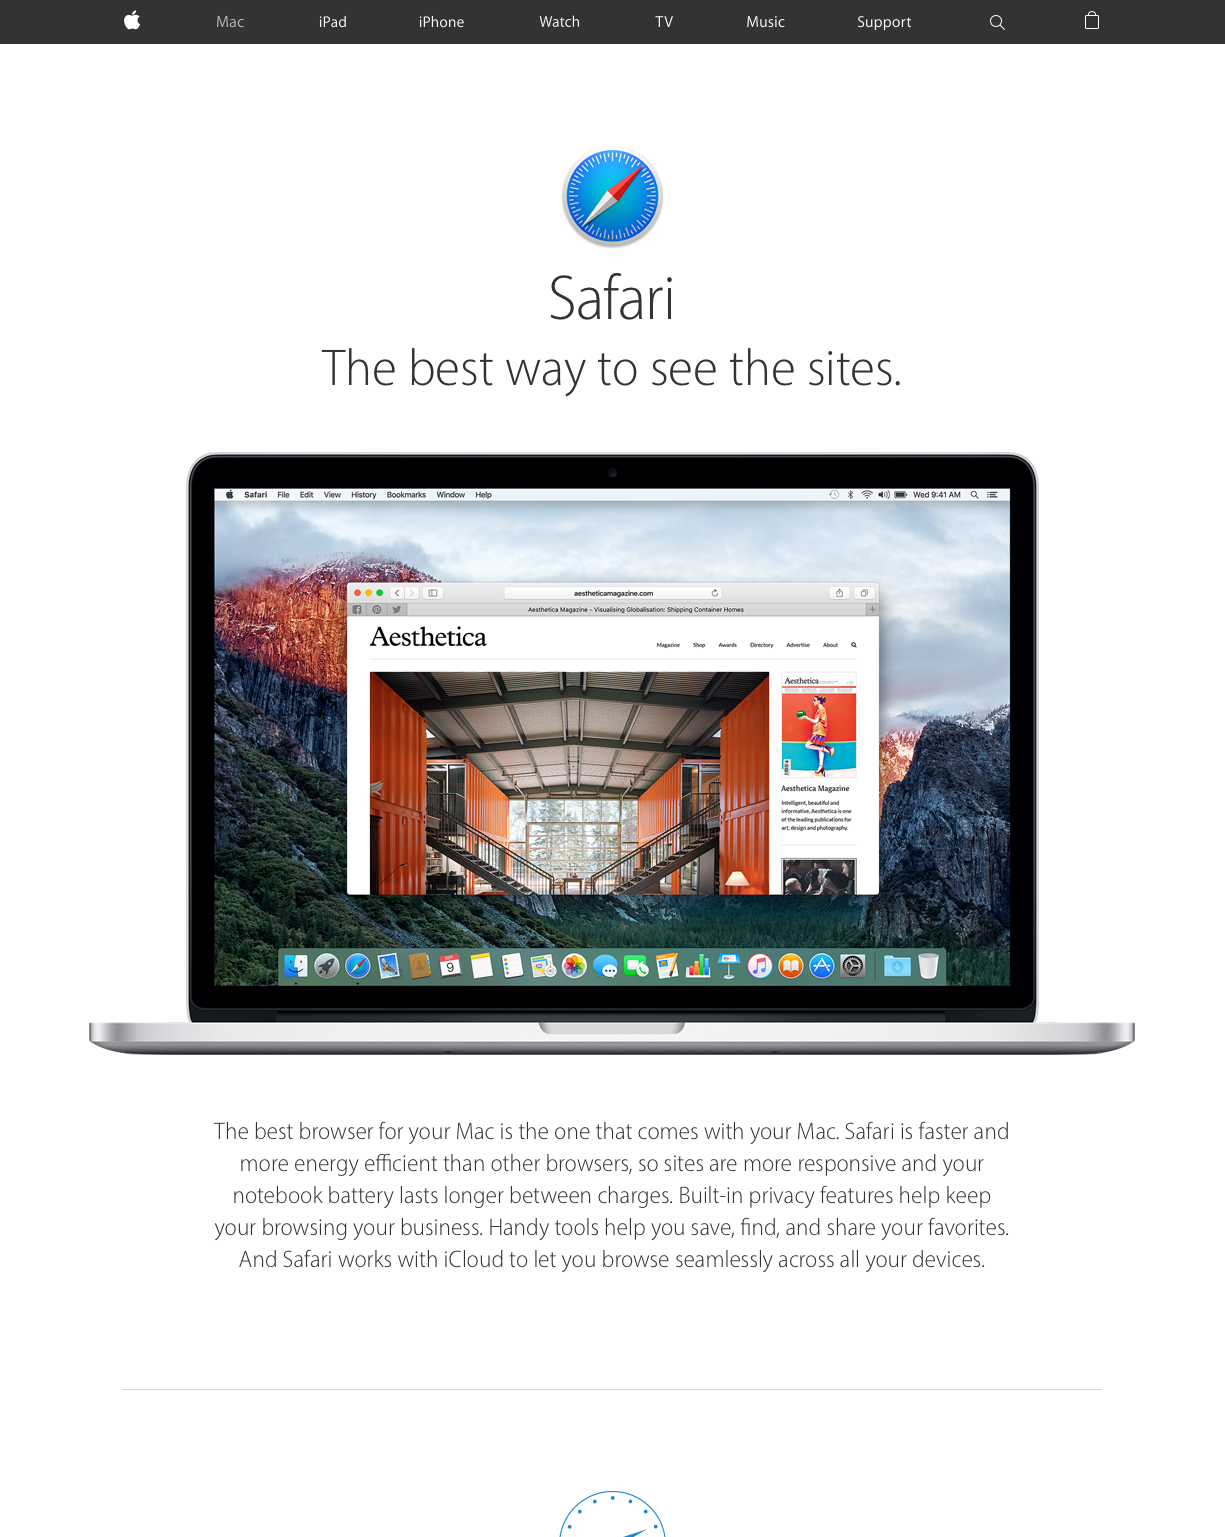 Mac iPad iPhone Watch TV Music Support
Safari
The best way to see the sites.
Safari File Edit View History Bookmarks Window Help Wed 9:41 AM
aestheticamagazine.com
Aesthetica Magazine - Visualising Globalisation: Shipping Container Homes
Aesthetica
Magazine Shop Awards Directory Advertise About
Aesthetica
Aesthetica Magazine
Intelligent, beautiful and
informative, Aesthetica is one
of the leading publications for
art, design and photography.
9
The best browser for your Mac is the one that comes with your Mac. Safari is faster and
more energy efficient than other browsers, so sites are more responsive and your
notebook battery lasts longer between charges. Built-in privacy features help keep
your browsing your business. Handy tools help you save, find, and share your favorites.
And Safari works with iCloud to let you browse seamlessly across all your devices.